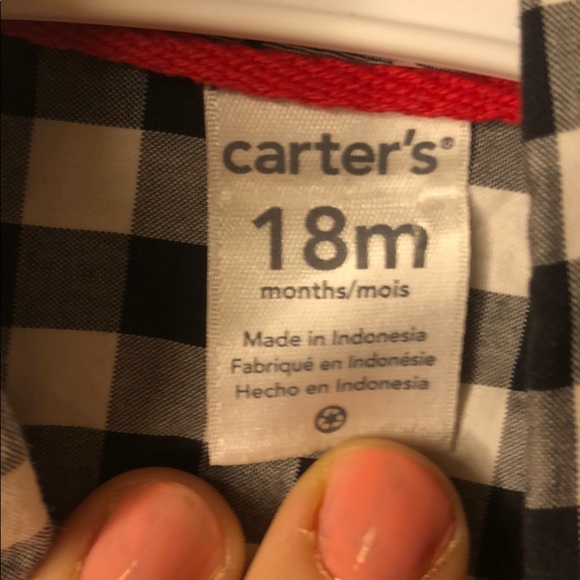 carter's®
18m
months/mois
Made in Indonesia
Fabriqué en Indonésie
Hecho en Indonesia